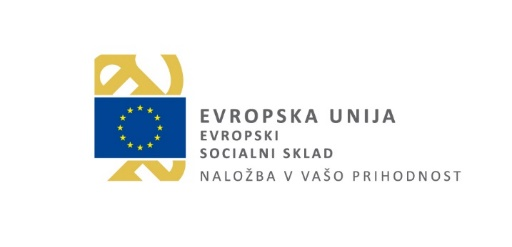 EVROPSKA UNIJA
EVROPSKI
SOCIALNI SKLAD
NALOŽBA V VAŠO PRIHODNOST